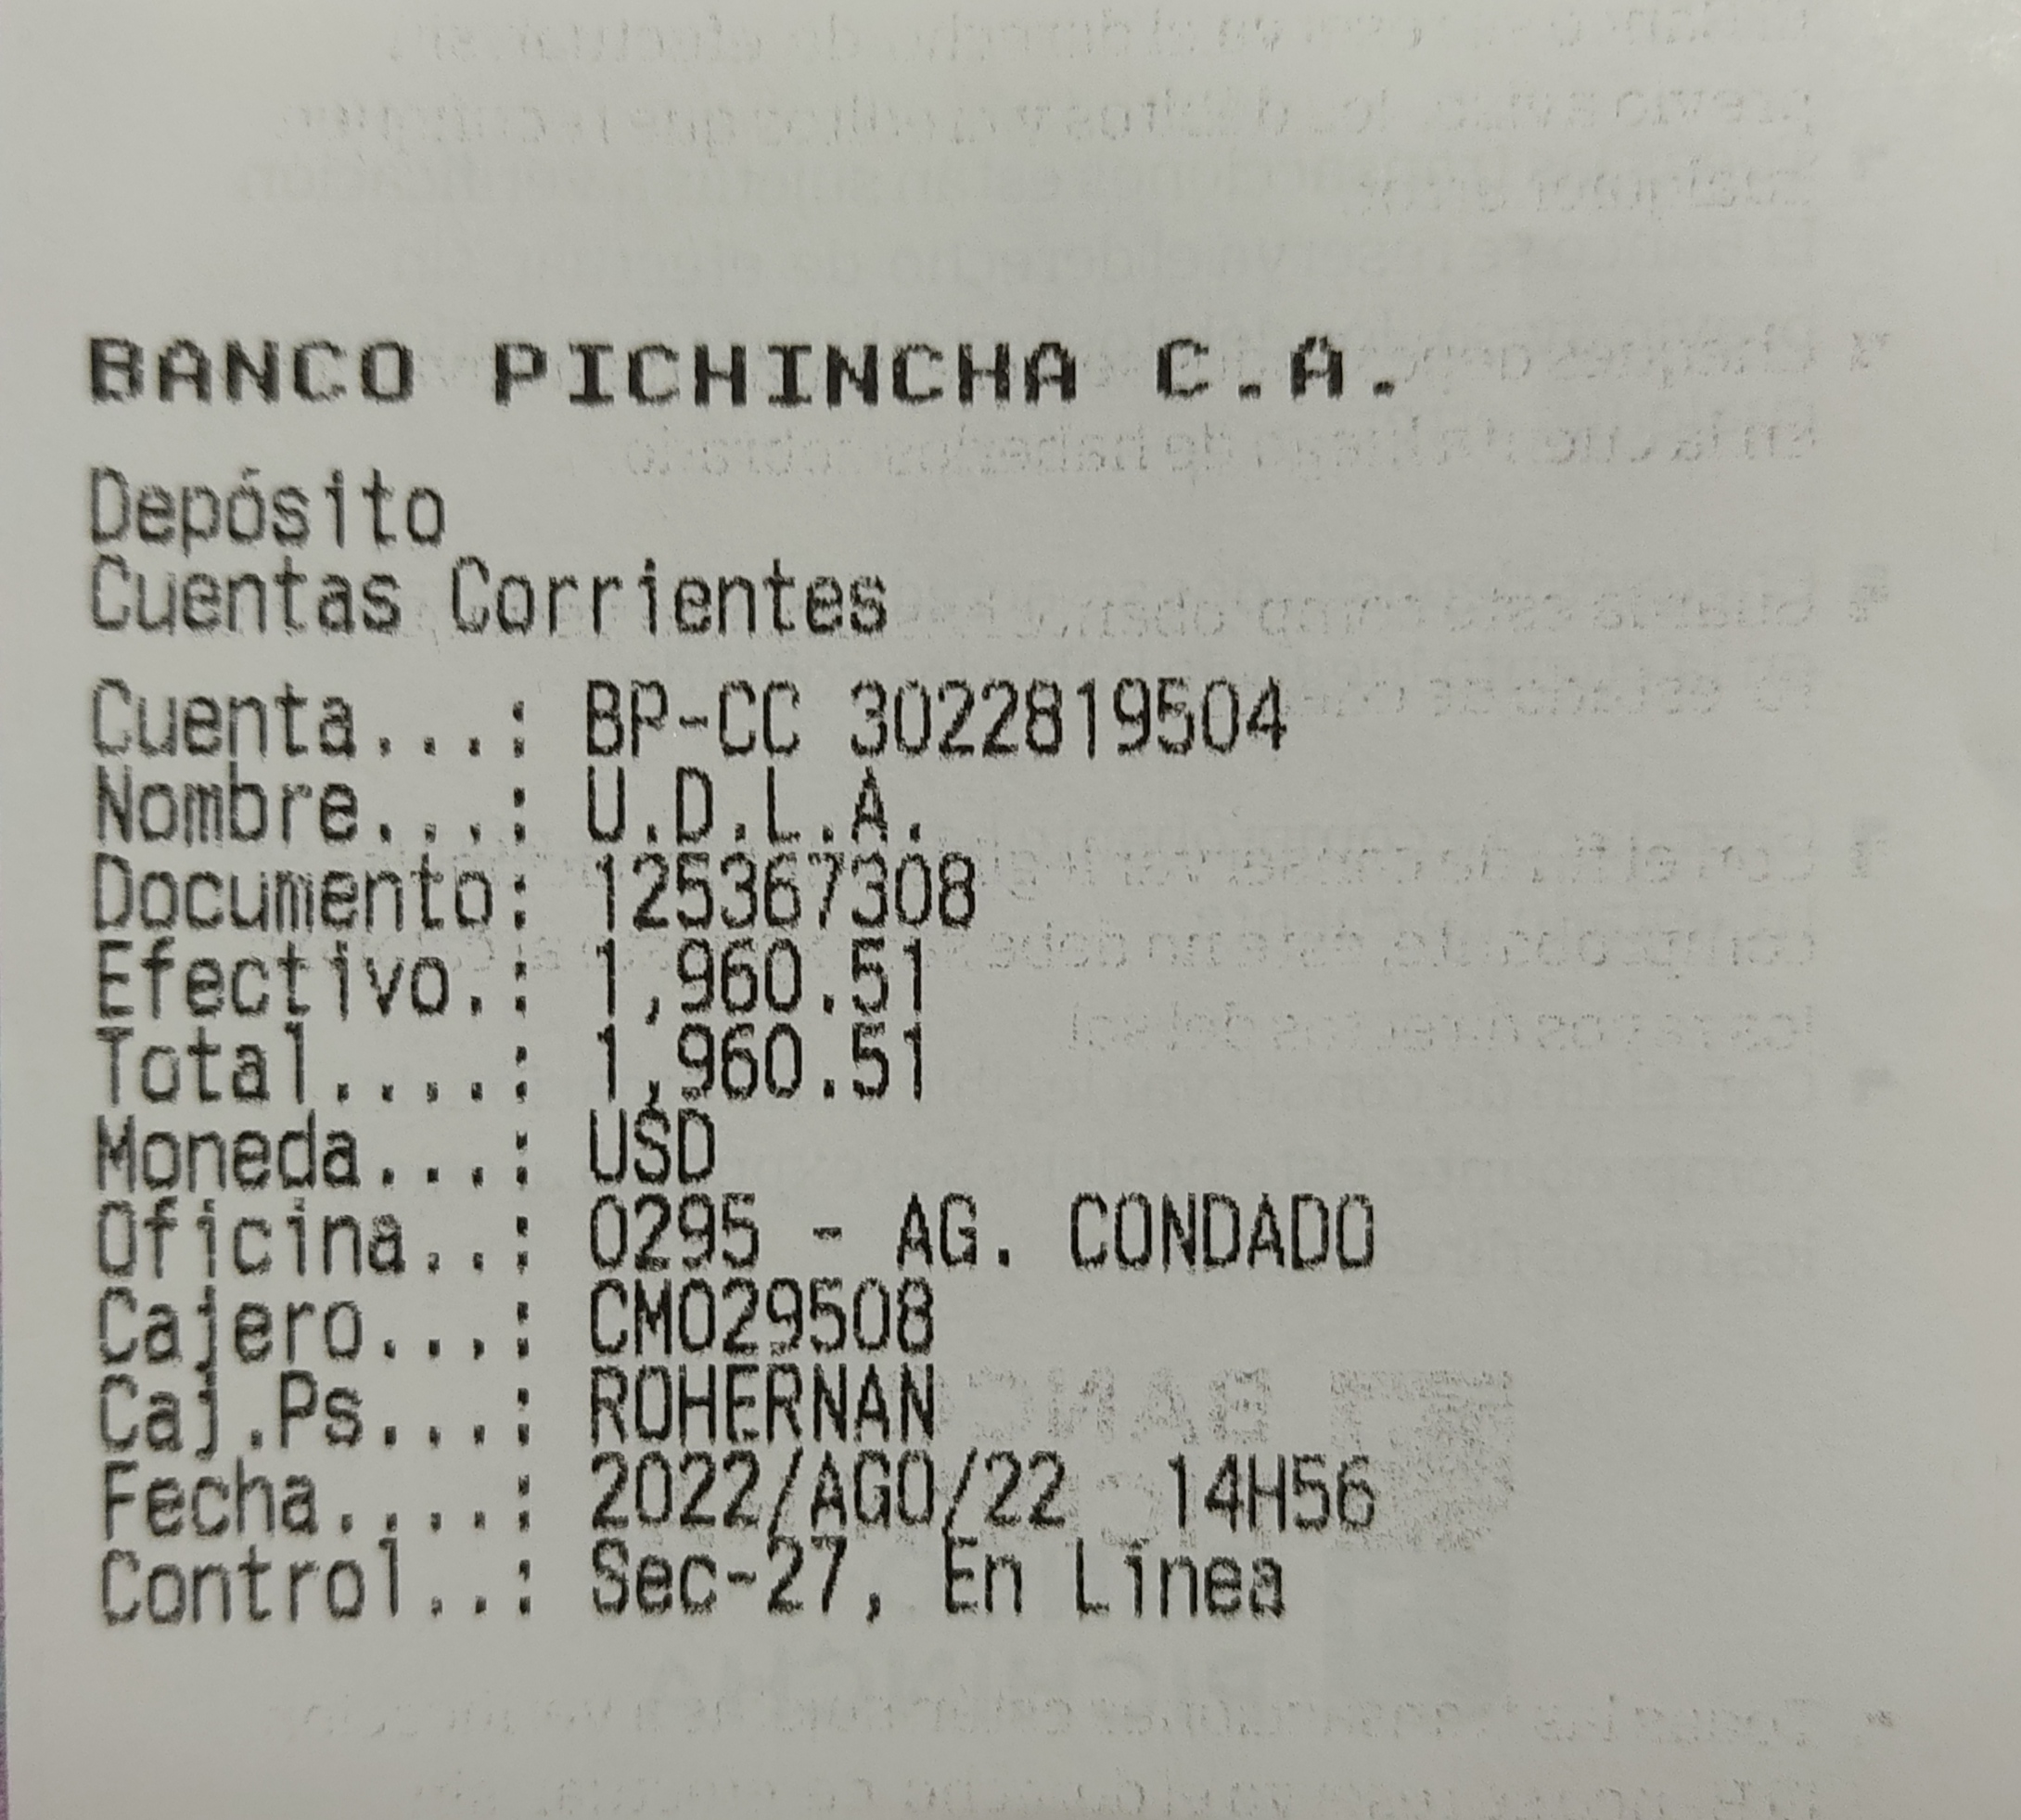 BANCO PICHINCHA C.A.
Depósito
Cuentas Corrientes
Cuenta...: BP-CC 3022819504
Nombre...: U.D.L.A.
Documento: 125367308
Efectivo.: 1,960.51
Total....: 1,960.51
Moneda...: USD
Oficina..: 0295 - AG. CONDADO
Cajero...: CM029508
Caj.Ps...: ROHERNAN
Fecha....: 2022/AGO/22 14H56
Control..: Sec-27, En Línea